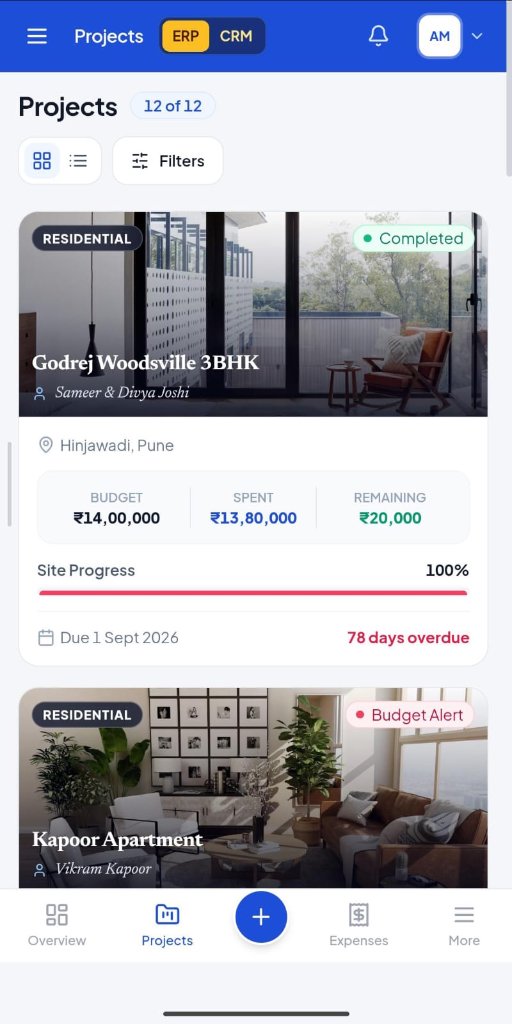 Projects ERP CRM AM
Projects 12 of 12
Filters
RESIDENTIAL Completed
Godrej Woodsville 3BHK
Sameer & Divya Joshi
Hinjawadi, Pune
BUDGET SPENT REMAINING
₹14,00,000 ₹13,80,000 ₹20,000
Site Progress 100%
Due 1 Sept 2026 78 days overdue
RESIDENTIAL Budget Alert
Kapoor Apartment
Vikram Kapoor
Overview Projects Expenses More